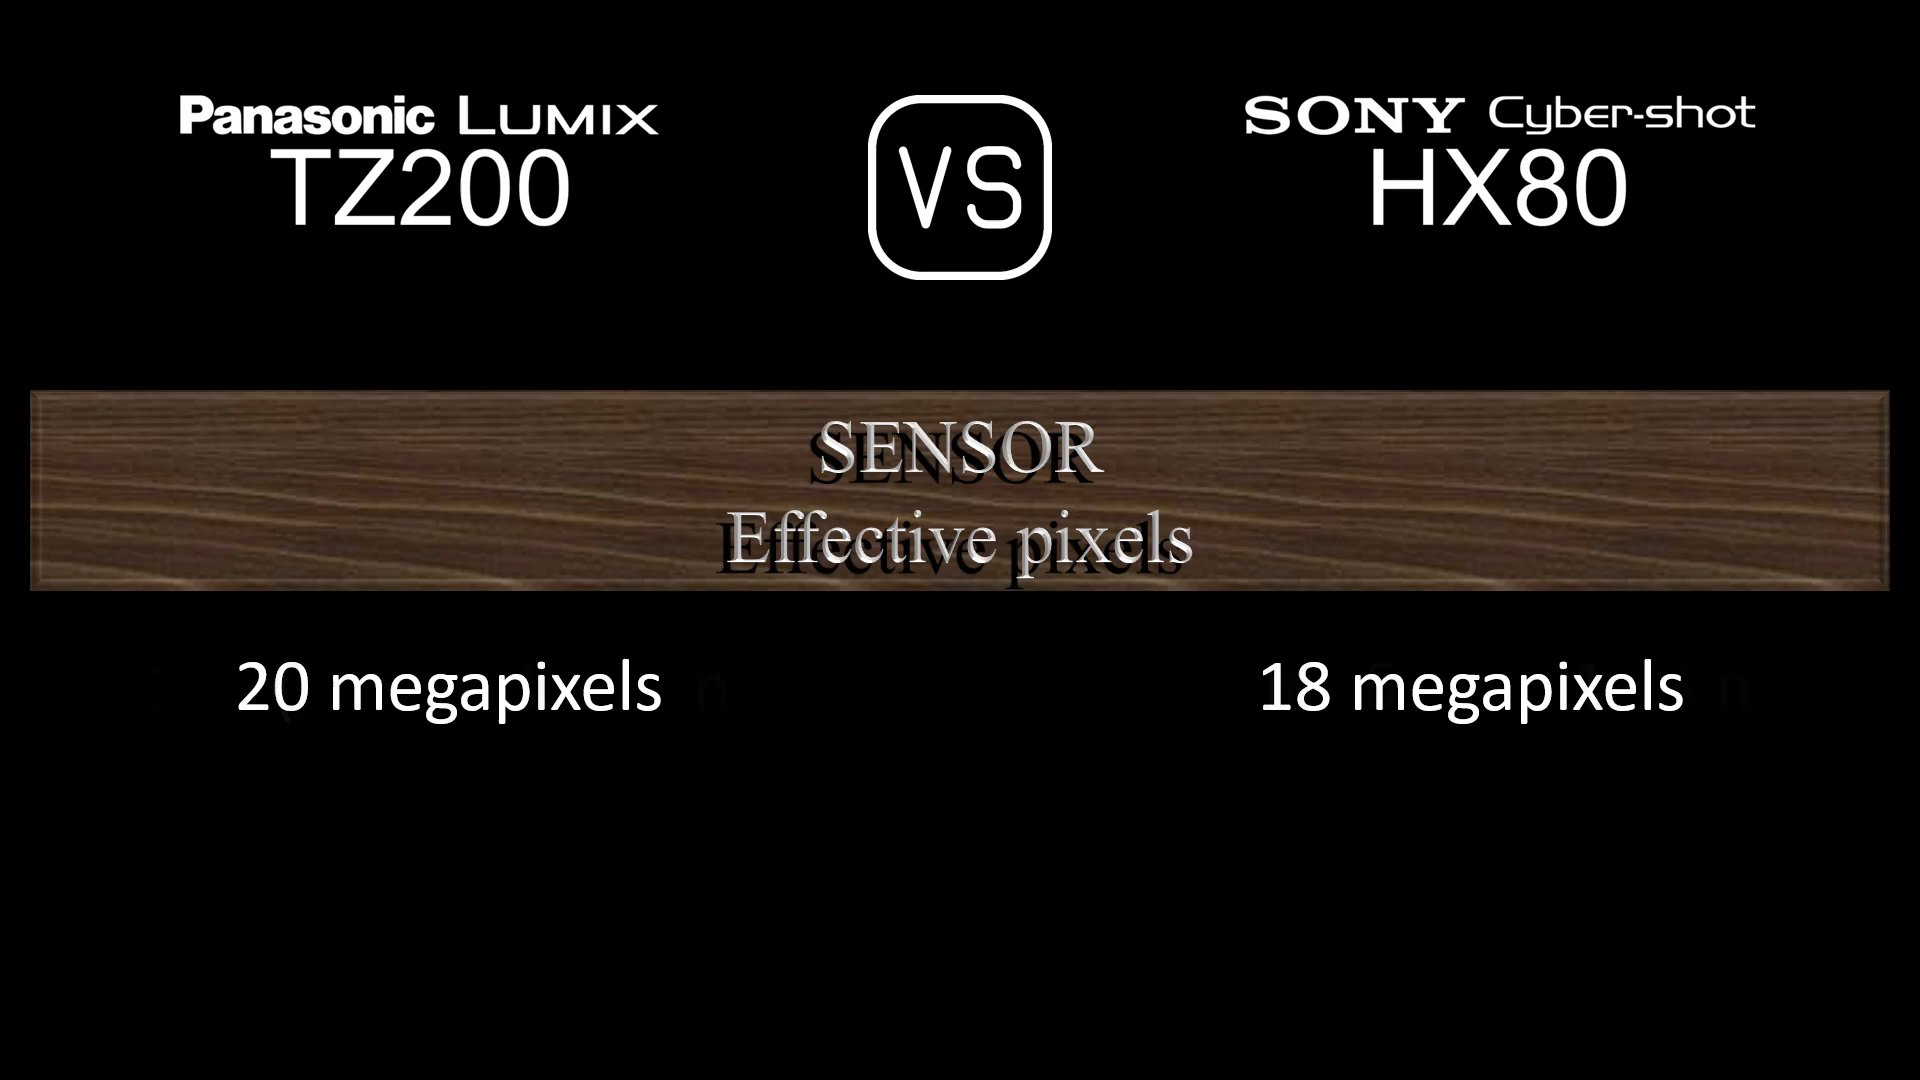 Panasonic LUMIX
TZ200
VS
SONY Cyber-shot
HX80
SENSOR
Effective pixels
20 megapixels
18 megapixels